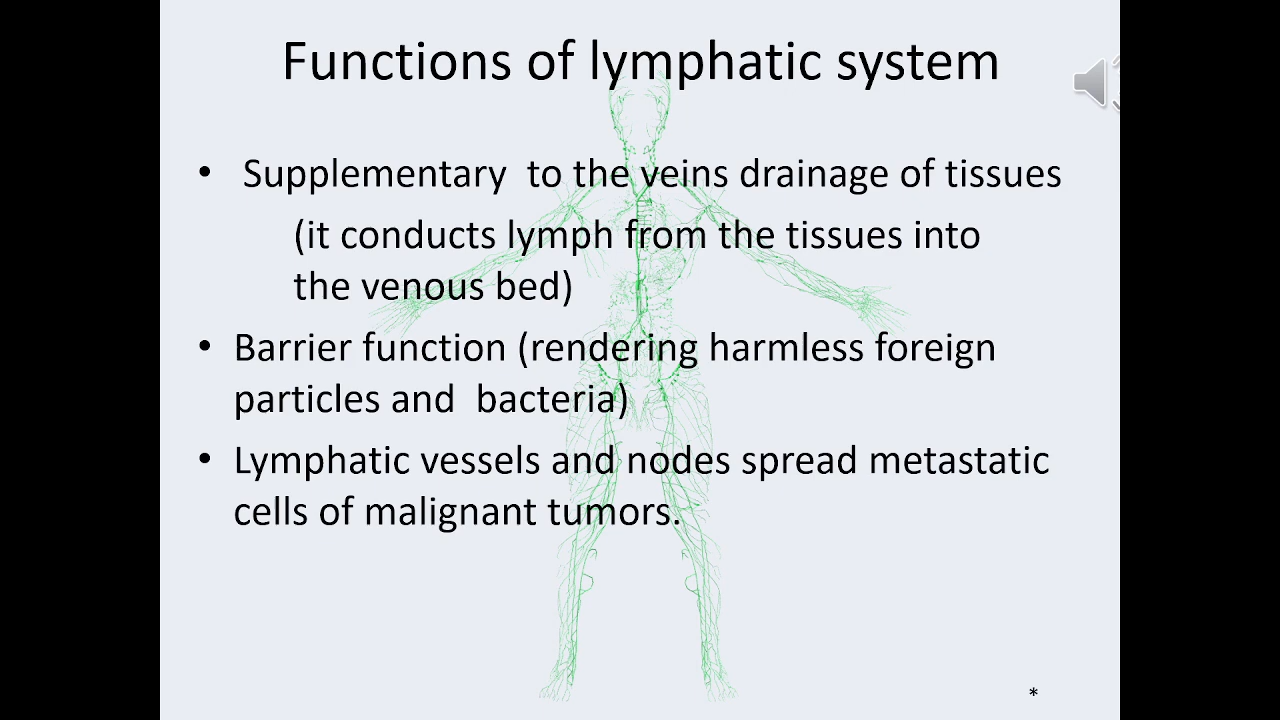 Functions of lymphatic system
• Supplementary to the veins drainage of tissues
(it conducts lymph from the tissues into
the venous bed)
• Barrier function (rendering harmless foreign
particles and bacteria)
• Lymphatic vessels and nodes spread metastatic
cells of malignant tumors.
*